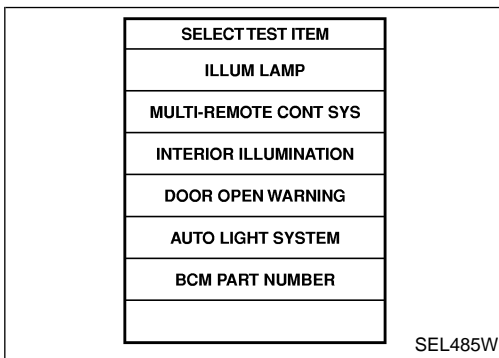 SELECT TEST ITEM
ILLUM LAMP
MULTI-REMOTE CONT SYS
INTERIOR ILLUMINATION
DOOR OPEN WARNING
AUTO LIGHT SYSTEM
BCM PART NUMBER
SEL485W